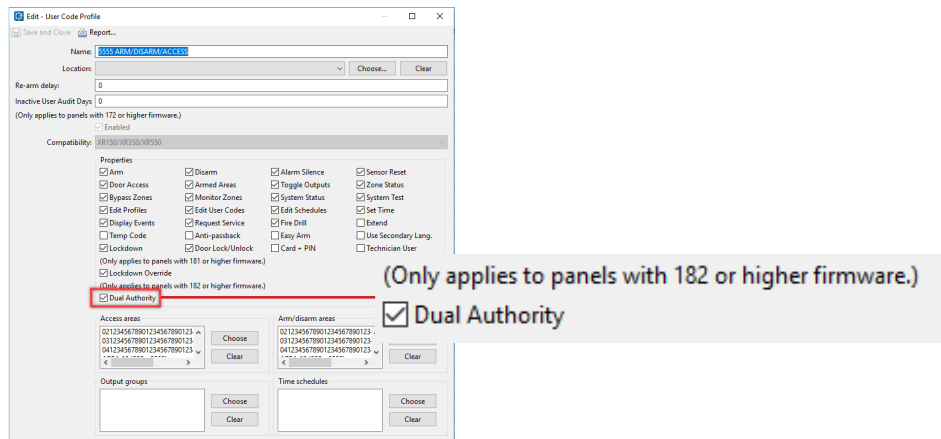 Edit - User Code Profile
Save and Close Report...
Name: 5555 ARM/DISARM/ACCESS
Location: Choose... Clear
Re-arm delay: 0
Inactive User Audit Days 0
(Only applies to panels with 172 or higher firmware.)
Enabled
Compatibility: XR150/XR350/XR550
Properties
Arm Disarm Alarm Silence Sensor Reset
Door Access Armed Areas Toggle Outputs Zone Status
Bypass Zones Monitor Zones System Status System Test
Edit Profiles Edit User Codes Edit Schedules Set Time
Display Events Request Service Fire Drill Extend
Temp Code Anti-passback Easy Arm Use Secondary Lang.
Lockdown Door Lock/Unlock Card + PIN Technician User
(Only applies to panels with 181 or higher firmware.)
Lockdown Override
(Only applies to panels with 182 or higher firmware.)
Dual Authority
(Only applies to panels with 182 or higher firmware.)
Dual Authority
Access areas Arm/disarm areas
0212345678901234567890123 Choose 0212345678901234567890123
0312345678901234567890123 0312345678901234567890123
0412345678901234567890123 Clear 0412345678901234567890123 Clear
Output groups Time schedules
Choose Choose
Clear Clear